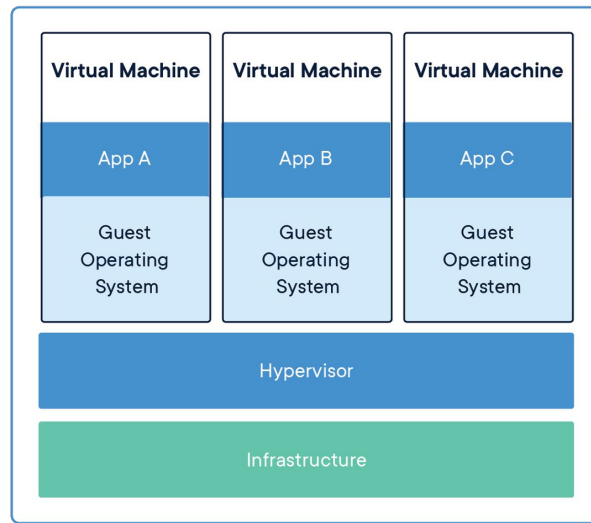 Virtual Machine
Virtual Machine
Virtual Machine
App A
App B
App C
Guest
Operating
System
Guest
Operating
System
Guest
Operating
System
Hypervisor
Infrastructure